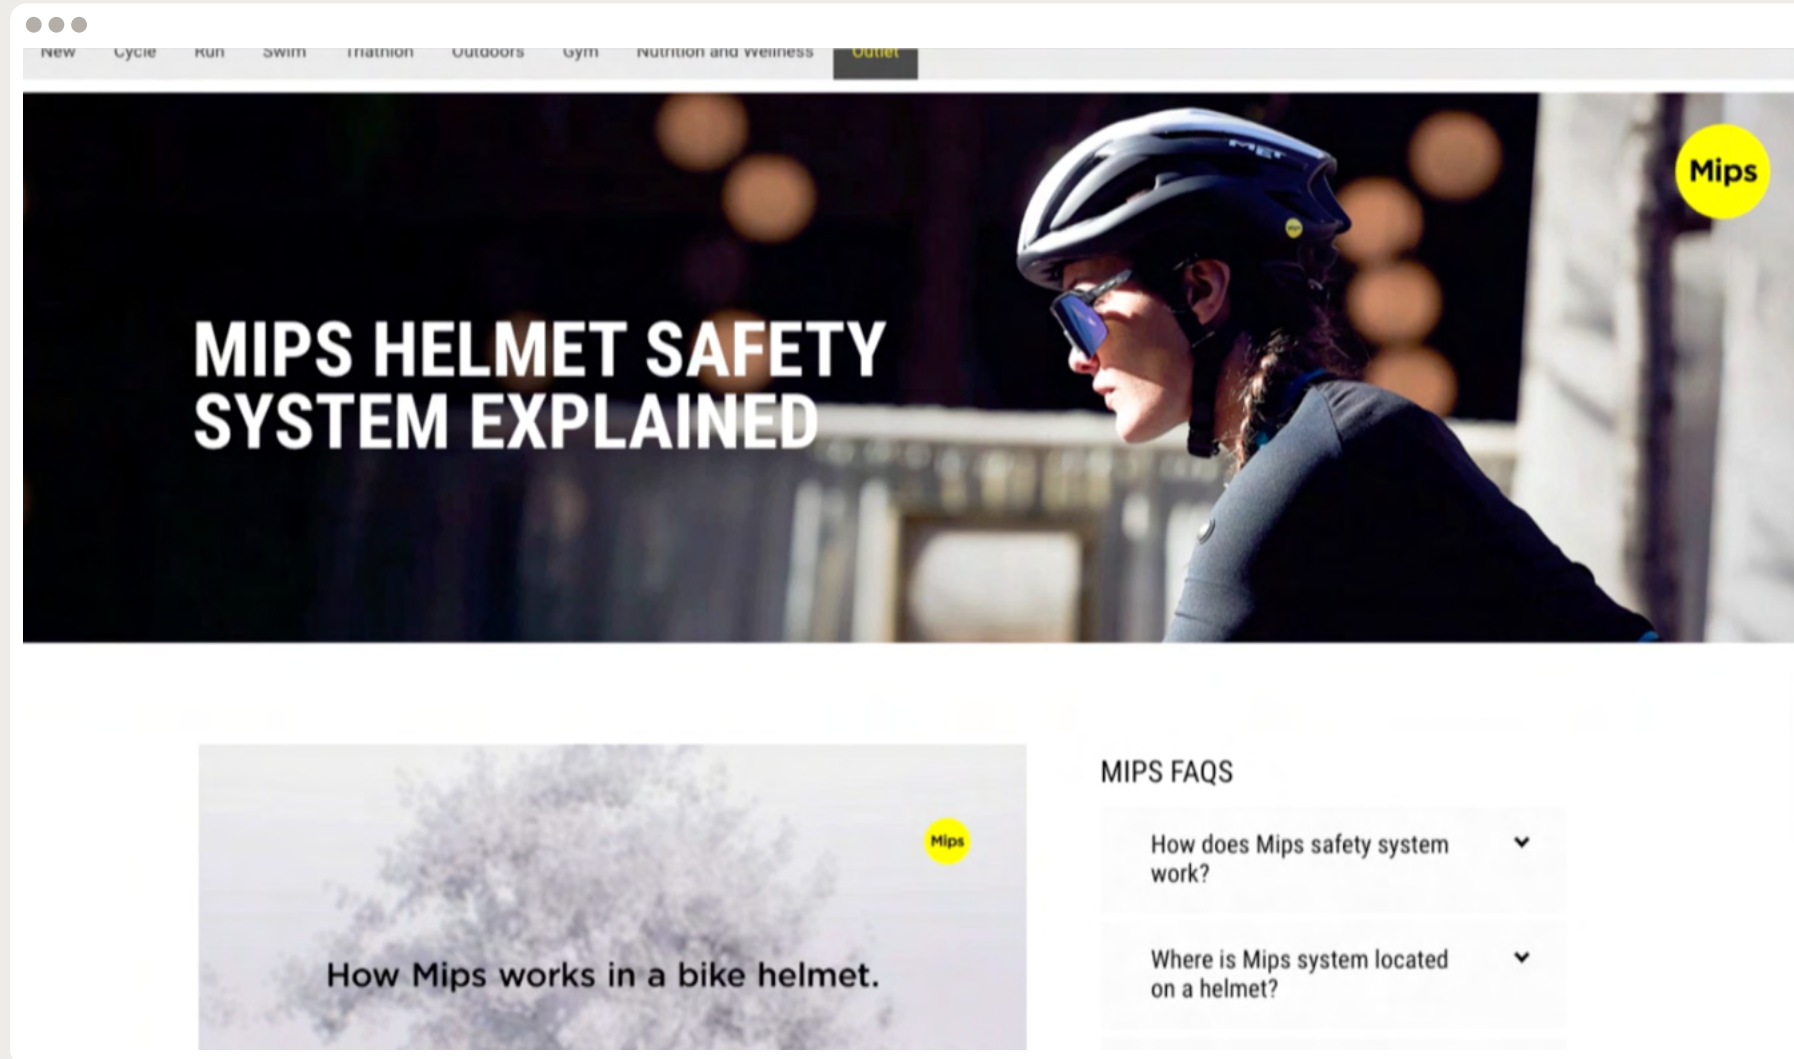 New Cycle Run Swim Triathlon Outdoors Gym Nutrition and Wellness Outlet
MET
Mips
Mips
MIPS HELMET SAFETY
SYSTEM EXPLAINED
Mips
How Mips works in a bike helmet.
MIPS FAQS
How does Mips safety system
work?
Where is Mips system located
on a helmet?